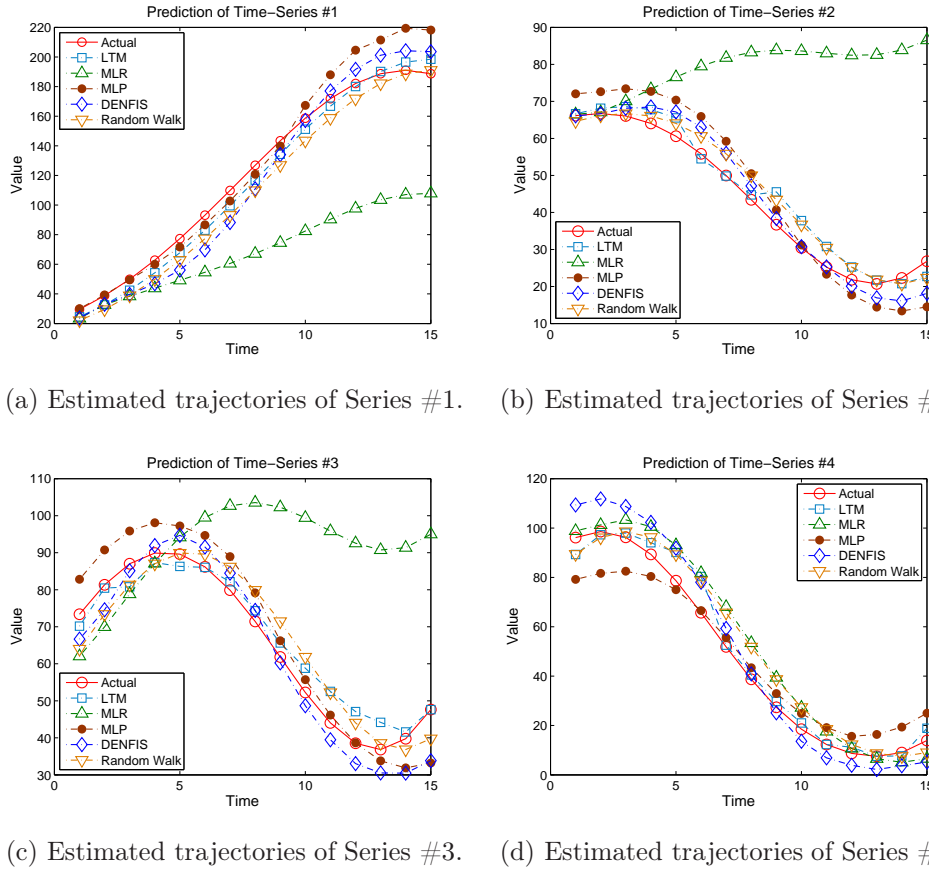 Prediction of Time-Series #1
220
200
180
160
140
120
100
80
60
40
20
Value
Actual
LTM
MLR
MLP
DENFIS
Random Walk
0 5 10 15
Time
(a) Estimated trajectories of Series #1.
Prediction of Time-Series #2
90
80
70
60
50
40
30
20
10
Value
Actual
LTM
MLR
MLP
DENFIS
Random Walk
0 5 10 15
Time
(b) Estimated trajectories of Series #
Prediction of Time-Series #3
110
100
90
80
70
60
50
40
30
Value
Actual
LTM
MLR
MLP
DENFIS
Random Walk
0 5 10 15
Time
(c) Estimated trajectories of Series #3.
Prediction of Time-Series #4
120
100
80
60
40
20
0
Value
Actual
LTM
MLR
MLP
DENFIS
Random Walk
0 5 10 15
Time
(d) Estimated trajectories of Series #